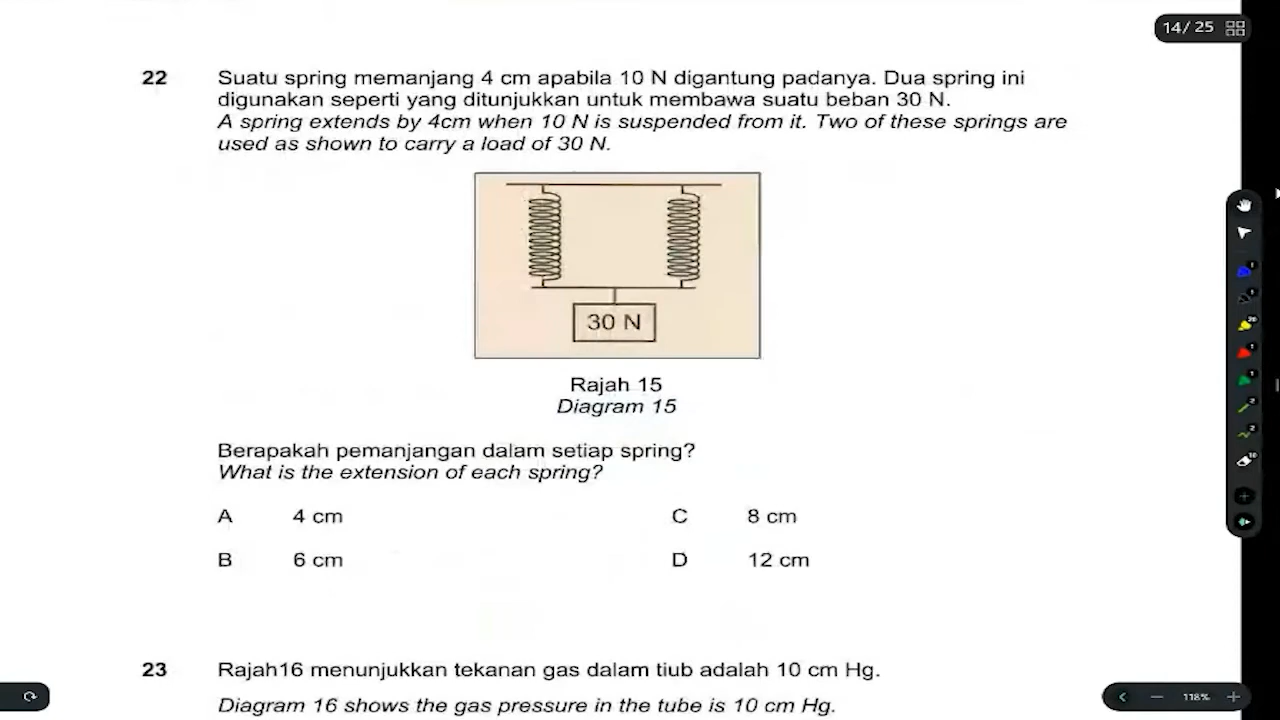 14/ 25
22 Suatu spring memanjang 4 cm apabila 10 N digantung padanya. Dua spring ini
digunakan seperti yang ditunjukkan untuk membawa suatu beban 30 N.
A spring extends by 4cm when 10 N is suspended from it. Two of these springs are
used as shown to carry a load of 30 N.
30 N
Rajah 15
Diagram 15
Berapakah pemanjangan dalam setiap spring?
What is the extension of each spring?
A 4 cm C 8 cm
B 6 cm D 12 cm
23 Rajah16 menunjukkan tekanan gas dalam tiub adalah 10 cm Hg.
Diagram 16 shows the gas pressure in the tube is 10 cm Hg.
118%